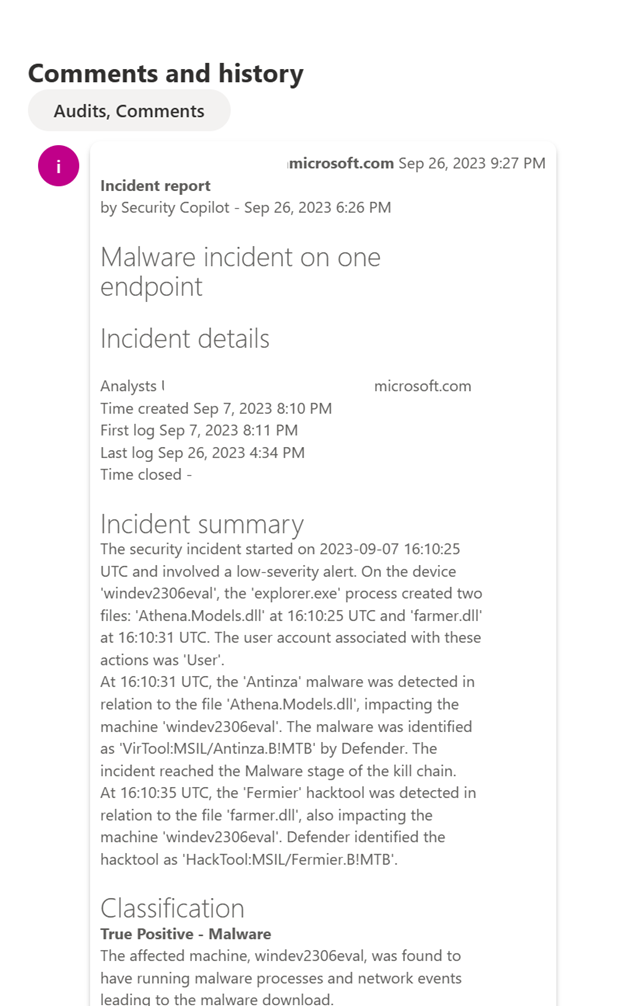 Comments and history
Audits, Comments
i
microsoft.com Sep 26, 2023 9:27 PM
Incident report
by Security Copilot - Sep 26, 2023 6:26 PM
Malware incident on one
endpoint
Incident details
Analysts microsoft.com
Time created Sep 7, 2023 8:10 PM
First log Sep 7, 2023 8:11 PM
Last log Sep 26, 2023 4:34 PM
Time closed -
Incident summary
The security incident started on 2023-09-07 16:10:25
UTC and involved a low-severity alert. On the device
'windev2306eval', the 'explorer.exe' process created two
files: 'Athena.Models.dll' at 16:10:25 UTC and 'farmer.dll'
at 16:10:31 UTC. The user account associated with these
actions was 'User'.
At 16:10:31 UTC, the 'Antinza' malware was detected in
relation to the file 'Athena.Models.dll', impacting the
machine 'windev2306eval'. The malware was identified
as 'VirTool:MSIL/Antinza.B!MTB' by Defender. The
incident reached the Malware stage of the kill chain.
At 16:10:35 UTC, the 'Fermier' hacktool was detected in
relation to the file 'farmer.dll', also impacting the
machine 'windev2306eval'. Defender identified the
hacktool as 'HackTool:MSIL/Fermier.B!MTB'.
Classification
True Positive - Malware
The affected machine, windev2306eval, was found to
have running malware processes and network events
leading to the malware download.